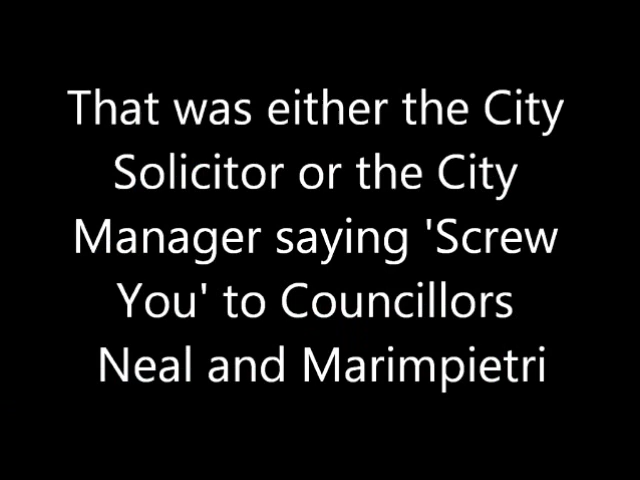 That was either the City
Solicitor or the City
Manager saying 'Screw
You' to Councillors
Neal and Marimpietri